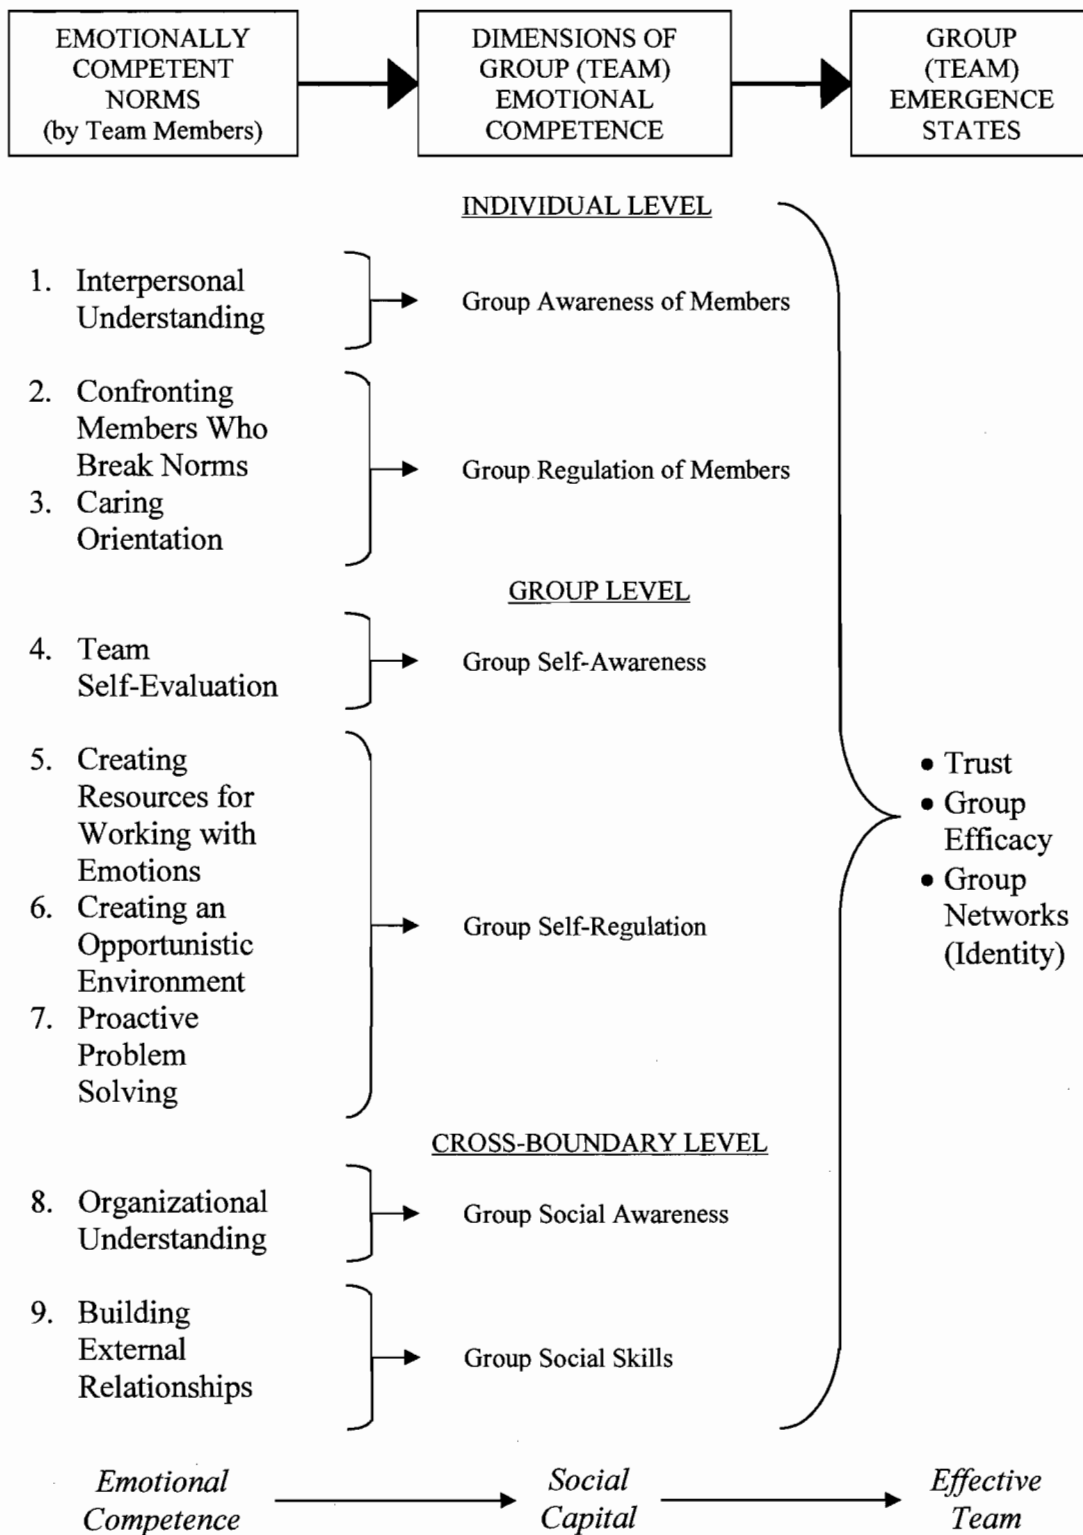 EMOTIONALLY
COMPETENT
NORMS
(by Team Members)
DIMENSIONS OF
GROUP (TEAM)
EMOTIONAL
COMPETENCE
GROUP
(TEAM)
EMERGENCE
STATES
INDIVIDUAL LEVEL
1. Interpersonal
Understanding
Group Awareness of Members
2. Confronting
Members Who
Break Norms
3. Caring
Orientation
Group Regulation of Members
GROUP LEVEL
4. Team
Self-Evaluation
Group Self-Awareness
5. Creating
Resources for
Working with
Emotions
6. Creating an
Opportunistic
Environment
7. Proactive
Problem
Solving
Group Self-Regulation
CROSS-BOUNDARY LEVEL
8. Organizational
Understanding
Group Social Awareness
9. Building
External
Relationships
Group Social Skills
• Trust
• Group
Efficacy
• Group
Networks
(Identity)
Emotional
Competence
Social
Capital
Effective
Team